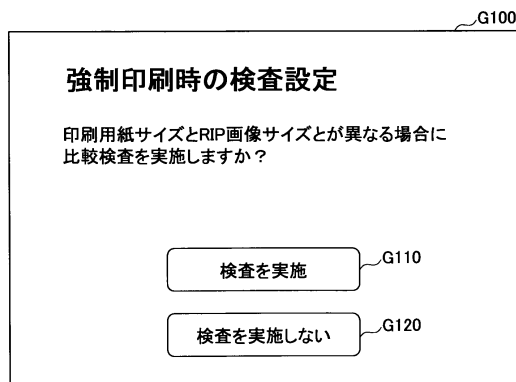 G100
強制印刷時の検査設定
印刷用紙サイズとRIP画像サイズとが異なる場合に
比較検査を実施しますか？
検査を実施
G110
検査を実施しない
G120